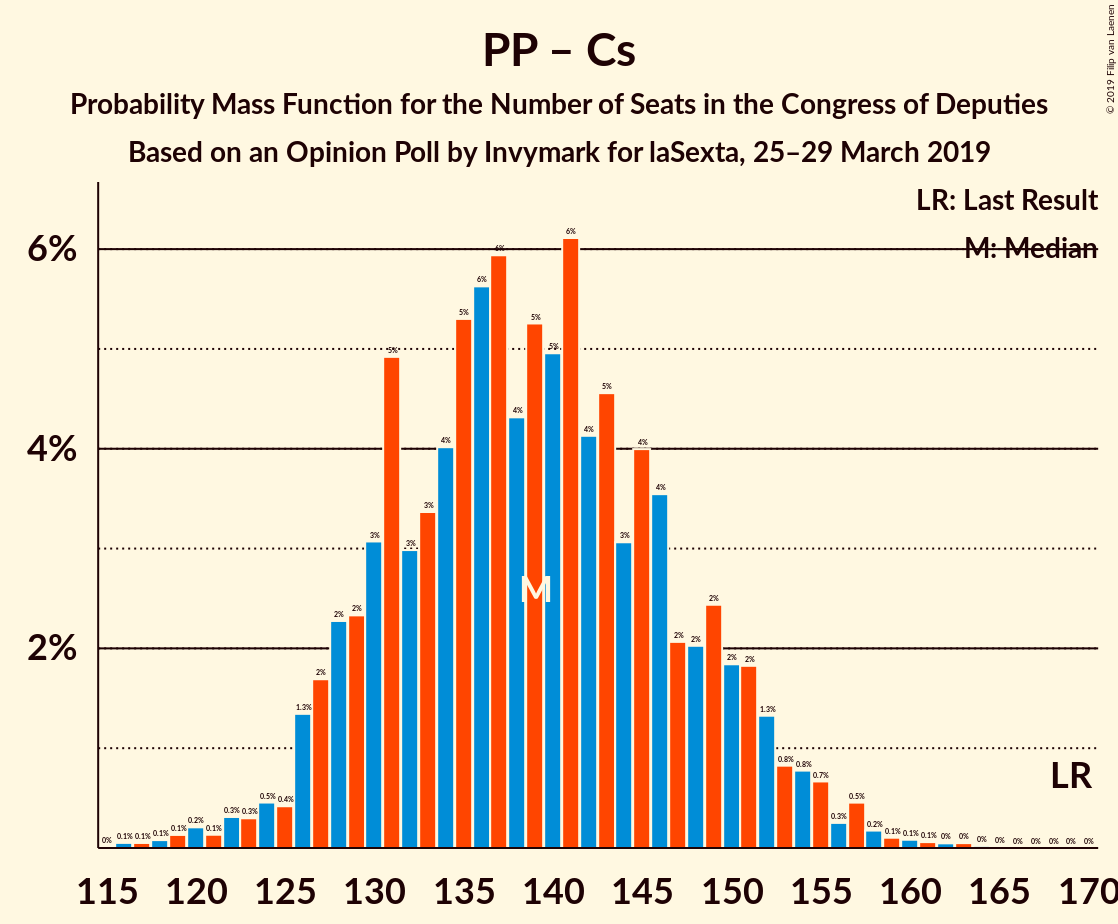 PP – Cs
Probability Mass Function for the Number of Seats in the Congress of Deputies
Based on an Opinion Poll by Invymark for laSexta, 25–29 March 2019
© 2019 Filip van Laenen
LR: Last Result
M: Median
6%
4%
2%
0% 0.1% 0.1% 0.1% 0.1% 0.2% 0.1% 0.3% 0.3% 0.5% 0.4% 1.3% 2% 2% 2% 3% 5% 3% 3% 4% 5% 6% 6% 4% 5% 5% 6% 4% 5% 3% 4% 4% 2% 2% 2% 2% 2% 1.3% 0.8% 0.8% 0.7% 0.3% 0.5% 0.2% 0.1% 0.1% 0.1% 0% 0% 0% 0% 0% 0% 0% 0% 0%
M
LR
115 120 125 130 135 140 145 150 155 160 165 170